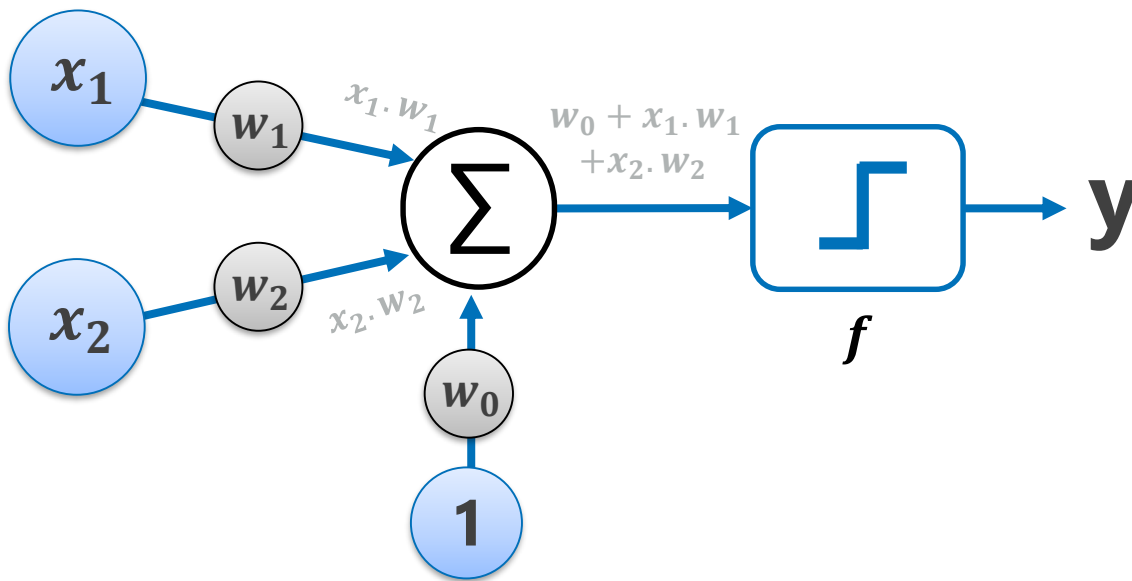 x₁
w₁
x₁.w₁
∑
w₀ + x₁.w₁
+x₂.w₂
y
x₂
w₂
x₂.w₂
f
w₀
1